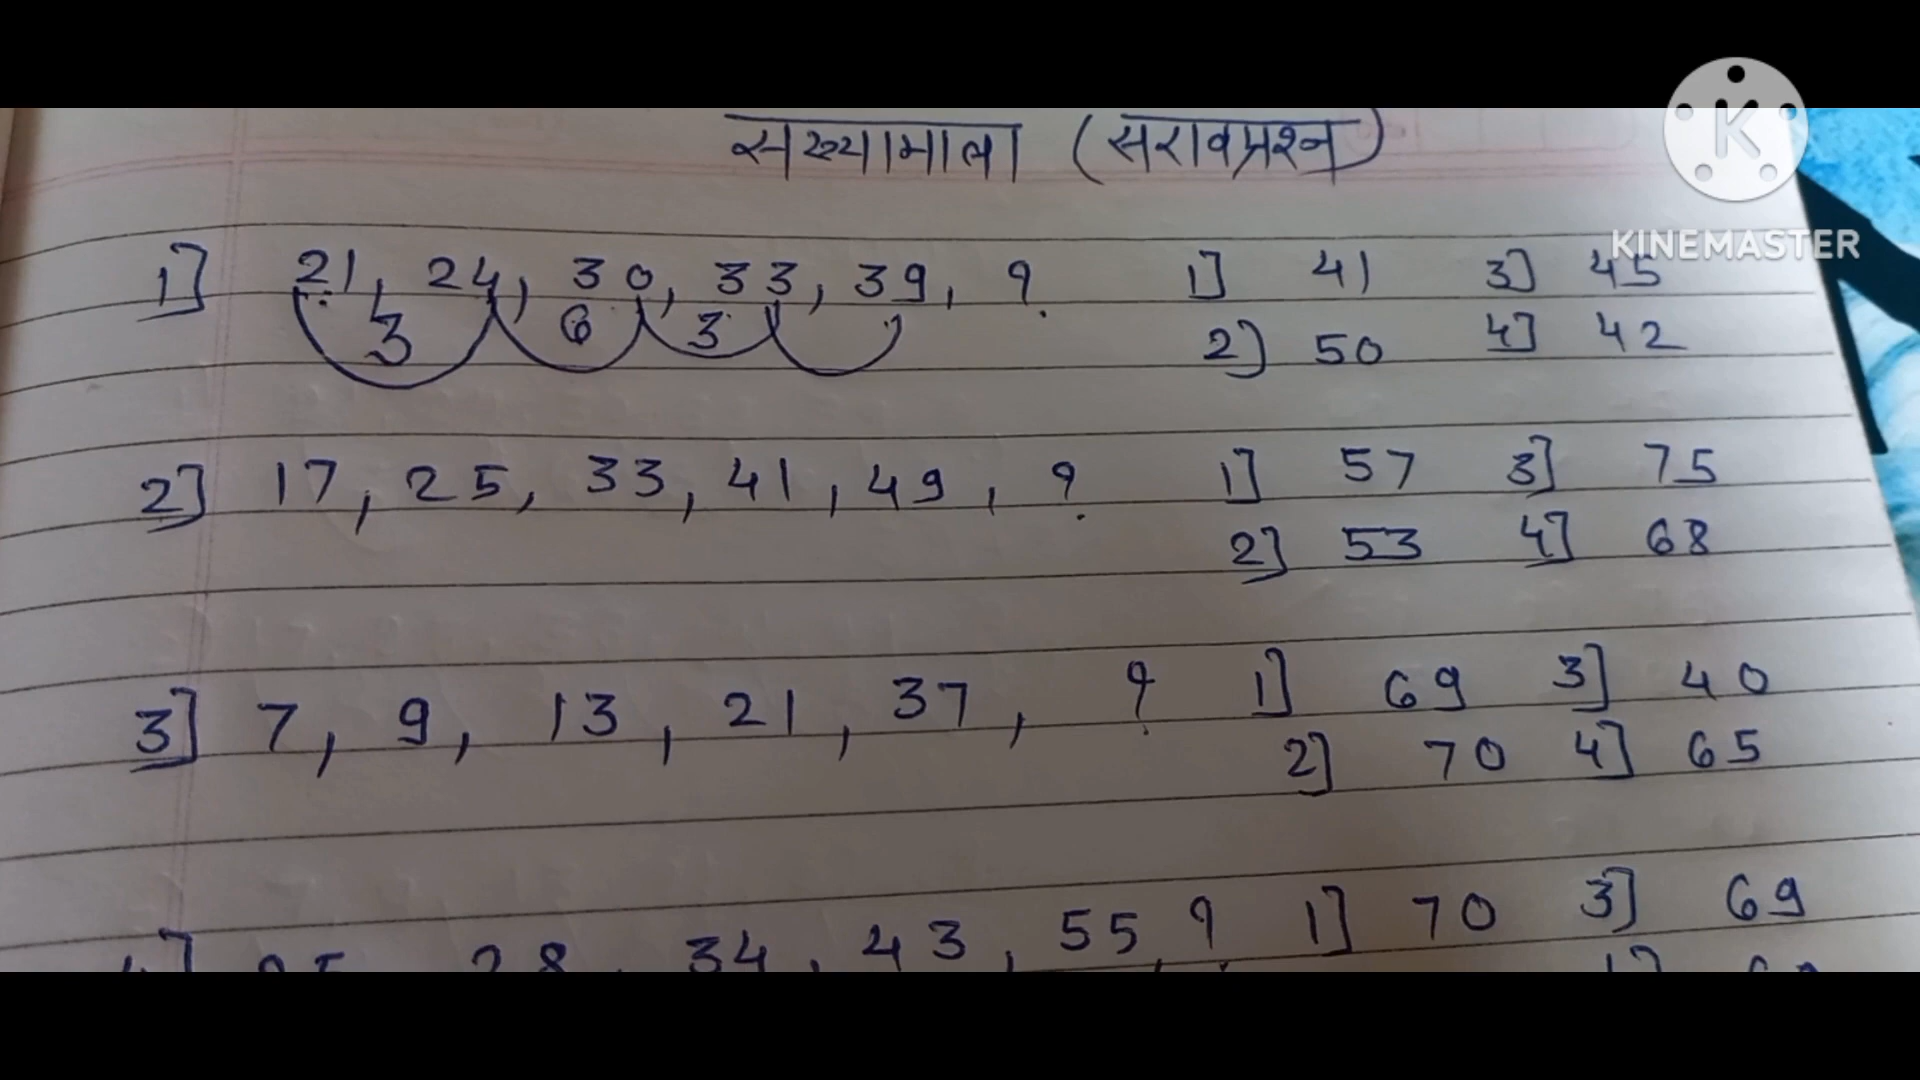 सख्यामाला (सरावप्रश्न)
KINEMASTER
1] 21, 24, 30, 33, 39, ? 1] 41 3] 45
3 6 3
2] 50 4] 42
2] 17, 25, 33, 41, 49, ? 1] 57 3] 75
2] 53 4] 68
3] 7, 9, 13, 21, 37, ? 1] 69 3] 40
2] 70 4] 65
34, 43, 55, ? 1] 70 3] 69